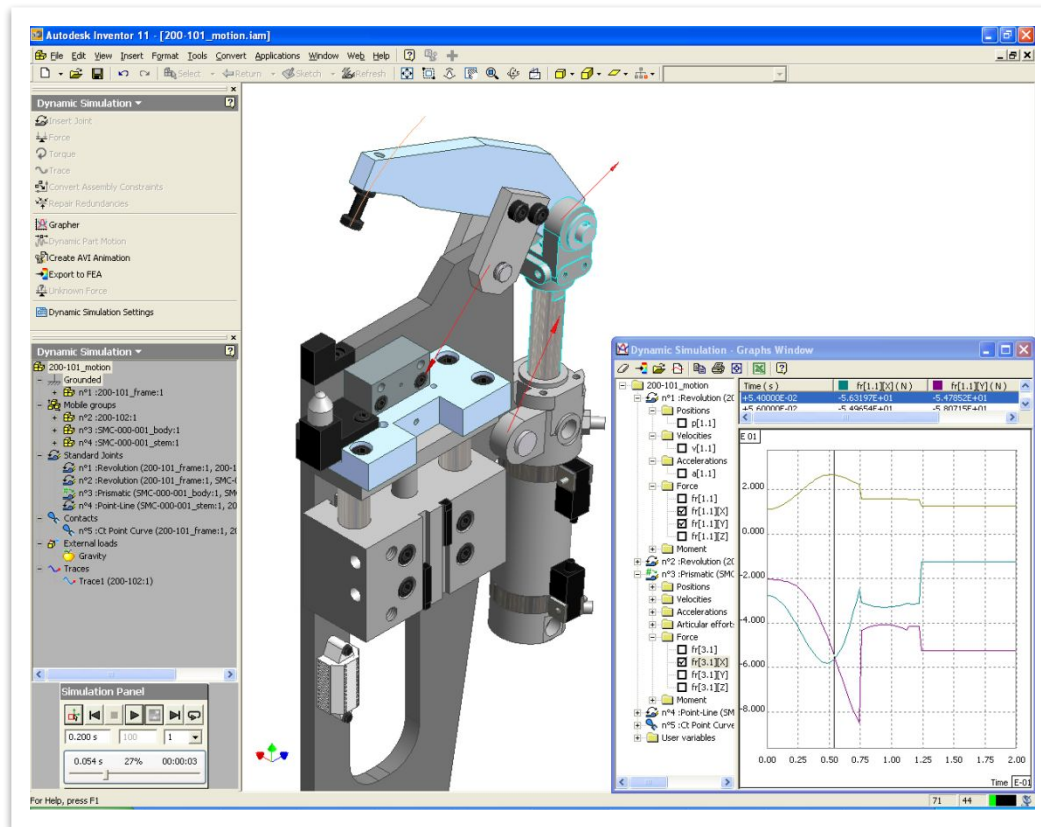 Autodesk Inventor 11 - [200-101_motion.iam]
File Edit View Insert Format Tools Convert Applications Window Web Help
Select Return Sketch Refresh
Dynamic Simulation
Insert Joint
Force
Torque
Trace
Convert Assembly Constraints
Repair Redundancies
Grapher
Dynamic Part Motion
Create AVI Animation
Export to FEA
Unknown Force
Dynamic Simulation Settings
Dynamic Simulation
200-101_motion
Grounded
n°1 :200-101_frame:1
Mobile groups
n°2 :200-102:1
n°3 :SMC-000-001_body:1
n°4 :SMC-000-001_stem:1
Standard Joints
n°1 :Revolution (200-101_frame:1, 200-1
n°2 :Revolution (200-101_frame:1, SMC-
n°3 :Prismatic (SMC-000-001_body:1, SM
n°4 :Point-Line (SMC-000-001_stem:1, 20
Contacts
n°5 :Ct Point Curve (200-101_frame:1, 20
External loads
Gravity
Traces
Trace1 (200-102:1)
Simulation Panel
0.200 s 100 1
0.054 s 27% 00:00:03
Dynamic Simulation - Graphs Window
200-101_motion
n°1 :Revolution (20
Positions
p[1.1]
Velocities
v[1.1]
Accelerations
a[1.1]
Force
fr[1.1]
fr[1.1][X]
fr[1.1][Y]
fr[1.1][Z]
Moment
n°2 :Revolution (20
n°3 :Prismatic (SMC
Positions
Velocities
Accelerations
Articular effort
Force
fr[3.1]
fr[3.1][X]
fr[3.1][Y]
fr[3.1][Z]
Moment
n°4 :Point-Line (SM
n°5 :Ct Point Curve
User variables
Time ( s ) fr[1.1][X] ( N ) fr[1.1][Y] ( N )
+5.40000E-02 -5.63197E+01 -5.47852E+01
+5.60000E-02 -5.49654E+01 -5.80715E+01
E 01
2.000
0.000
-2.000
-4.000
-6.000
-8.000
0.00 0.25 0.50 0.75 1.00 1.25 1.50 1.75 2.00
Time E-01
For Help, press F1
71 44